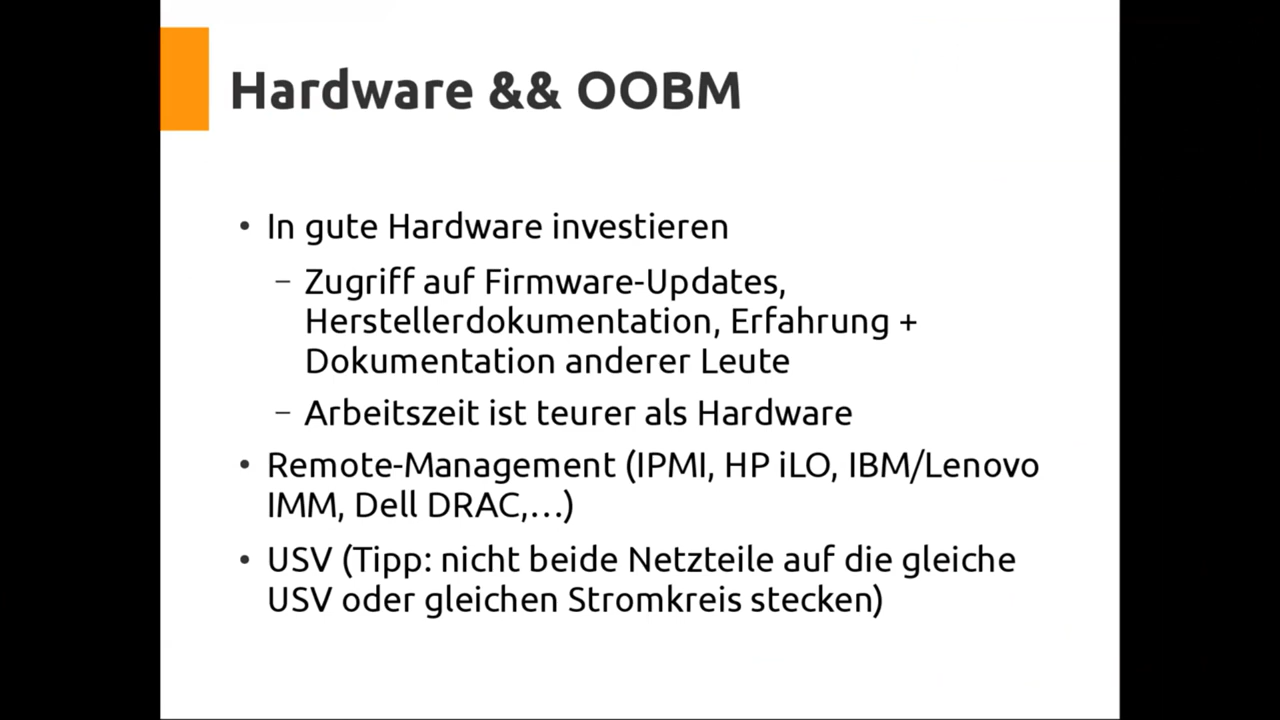 Hardware && OOBM
• In gute Hardware investieren
– Zugriff auf Firmware-Updates,
Herstellerdokumentation, Erfahrung +
Dokumentation anderer Leute
– Arbeitszeit ist teurer als Hardware
• Remote-Management (IPMI, HP iLO, IBM/Lenovo
IMM, Dell DRAC,…)
• USV (Tipp: nicht beide Netzteile auf die gleiche
USV oder gleichen Stromkreis stecken)